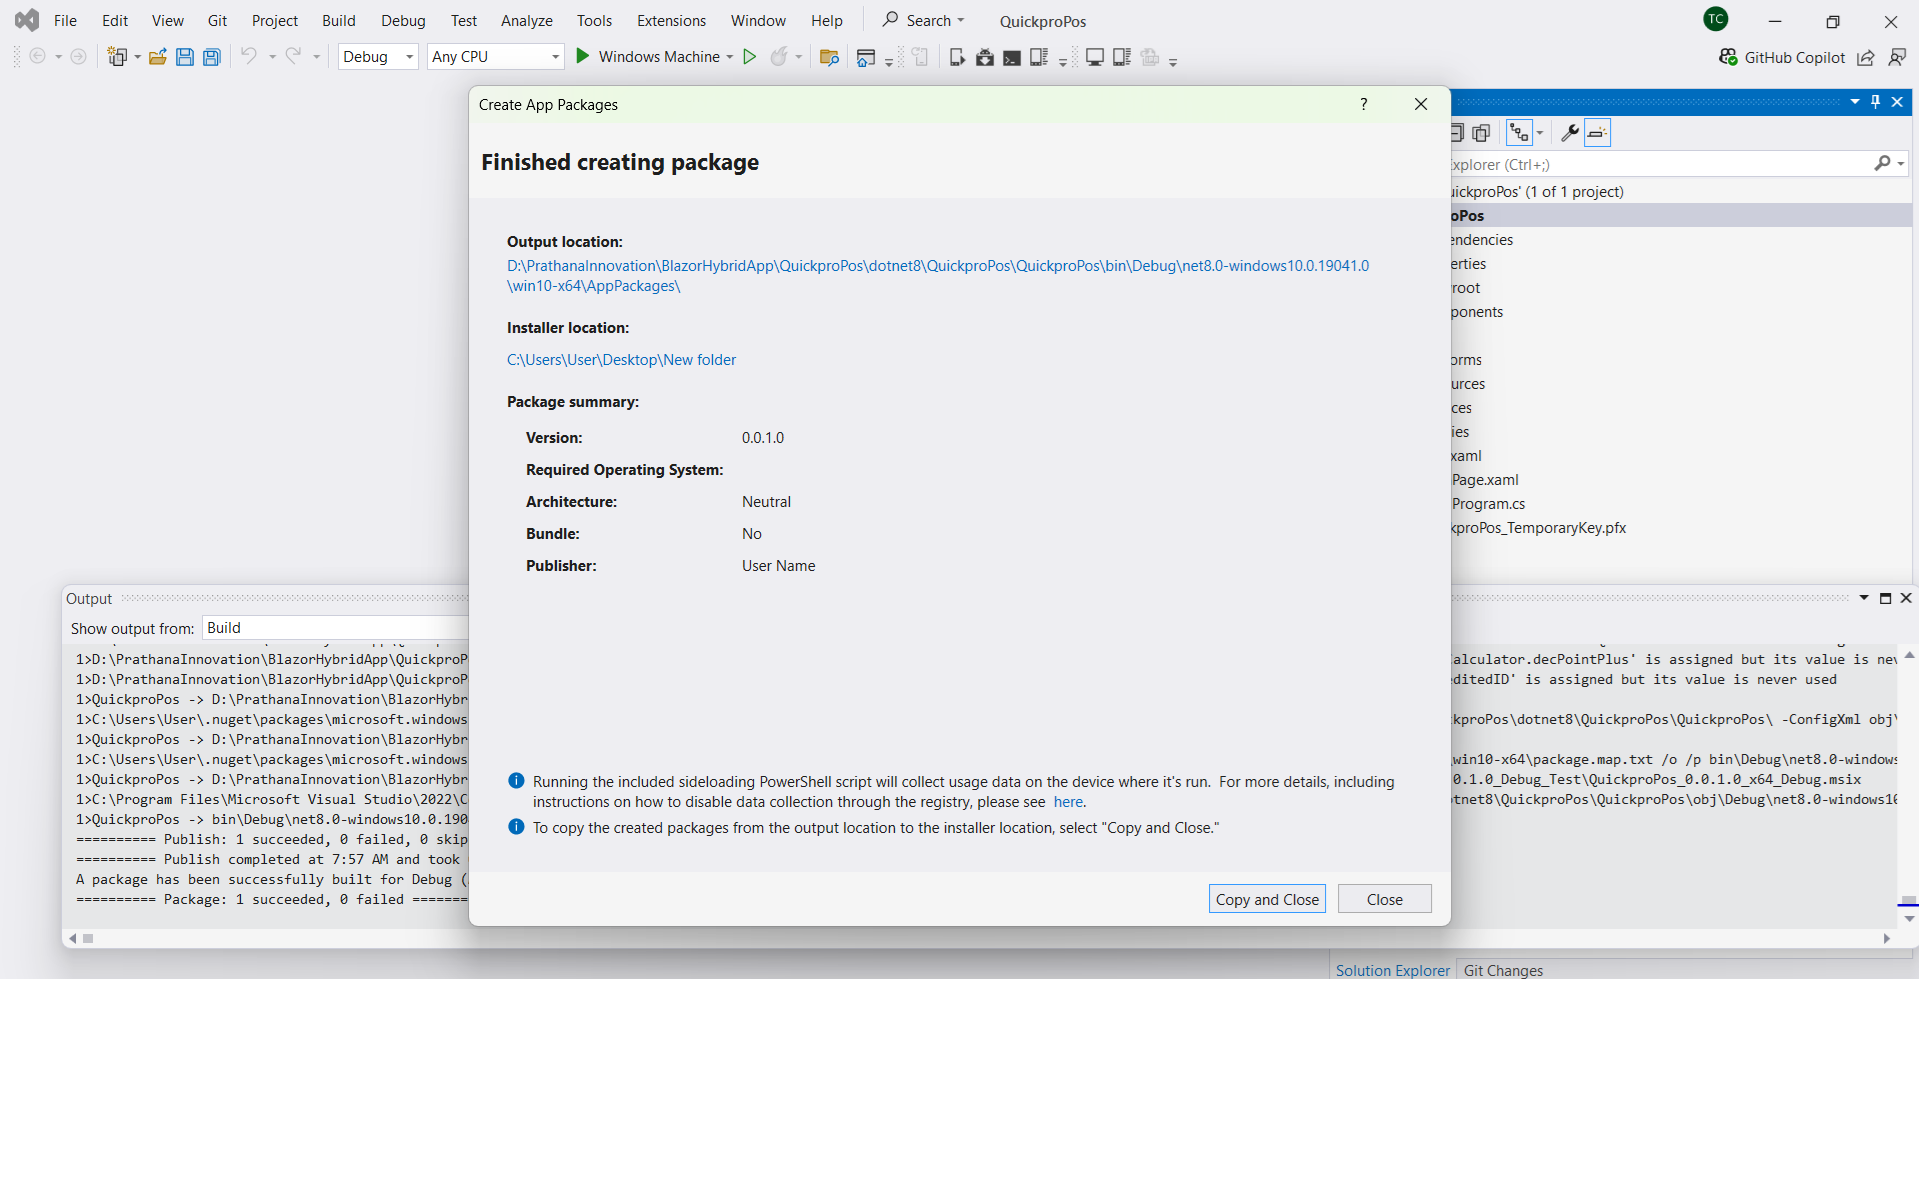 File Edit View Git Project Build Debug Test Analyze Tools Extensions Window Help Search QuickproPos TC
Debug Any CPU Windows Machine GitHub Copilot
Create App Packages ?
Finished creating package
Output location:
D:\PrathanaInnovation\BlazorHybridApp\QuickproPos\dotnet8\QuickproPos\QuickproPos\bin\Debug\net8.0-windows10.0.19041.0
\win10-x64\AppPackages\
Installer location:
C:\Users\User\Desktop\New folder
Package summary:
Version: 0.0.1.0
Required Operating System:
Architecture: Neutral
Bundle: No
Publisher: User Name
Running the included sideloading PowerShell script will collect usage data on the device where it's run. For more details, including
instructions on how to disable data collection through the registry, please see here.
To copy the created packages from the output location to the installer location, select "Copy and Close."
Copy and Close Close
xplorer (Ctrl+;)
uickproPos' (1 of 1 project)
oPos
endencies
erties
root
ponents
orms
urces
ces
ies
xaml
Page.xaml
Program.cs
kproPos_TemporaryKey.pfx
Output
Show output from: Build
1>D:\PrathanaInnovation\BlazorHybridApp\QuickproP
1>D:\PrathanaInnovation\BlazorHybridApp\QuickproP
1>QuickproPos -> D:\PrathanaInnovation\BlazorHybr
1>C:\Users\User\.nuget\packages\microsoft.windows
1>QuickproPos -> D:\PrathanaInnovation\BlazorHybr
1>C:\Users\User\.nuget\packages\microsoft.windows
1>QuickproPos -> D:\PrathanaInnovation\BlazorHybr
1>C:\Program Files\Microsoft Visual Studio\2022\C
1>QuickproPos -> bin\Debug\net8.0-windows10.0.190
========== Publish: 1 succeeded, 0 failed, 0 skip
========== Publish completed at 7:57 AM and took
A package has been successfully built for Debug (
========== Package: 1 succeeded, 0 failed =======
alculator.decPointPlus' is assigned but its value is nev
ditedID' is assigned but its value is never used
kproPos\dotnet8\QuickproPos\QuickproPos\ -ConfigXml obj\
win10-x64\package.map.txt /o /p bin\Debug\net8.0-windows
0.1.0_Debug_Test\QuickproPos_0.0.1.0_x64_Debug.msix
tnet8\QuickproPos\QuickproPos\obj\Debug\net8.0-windows10
Solution Explorer Git Changes